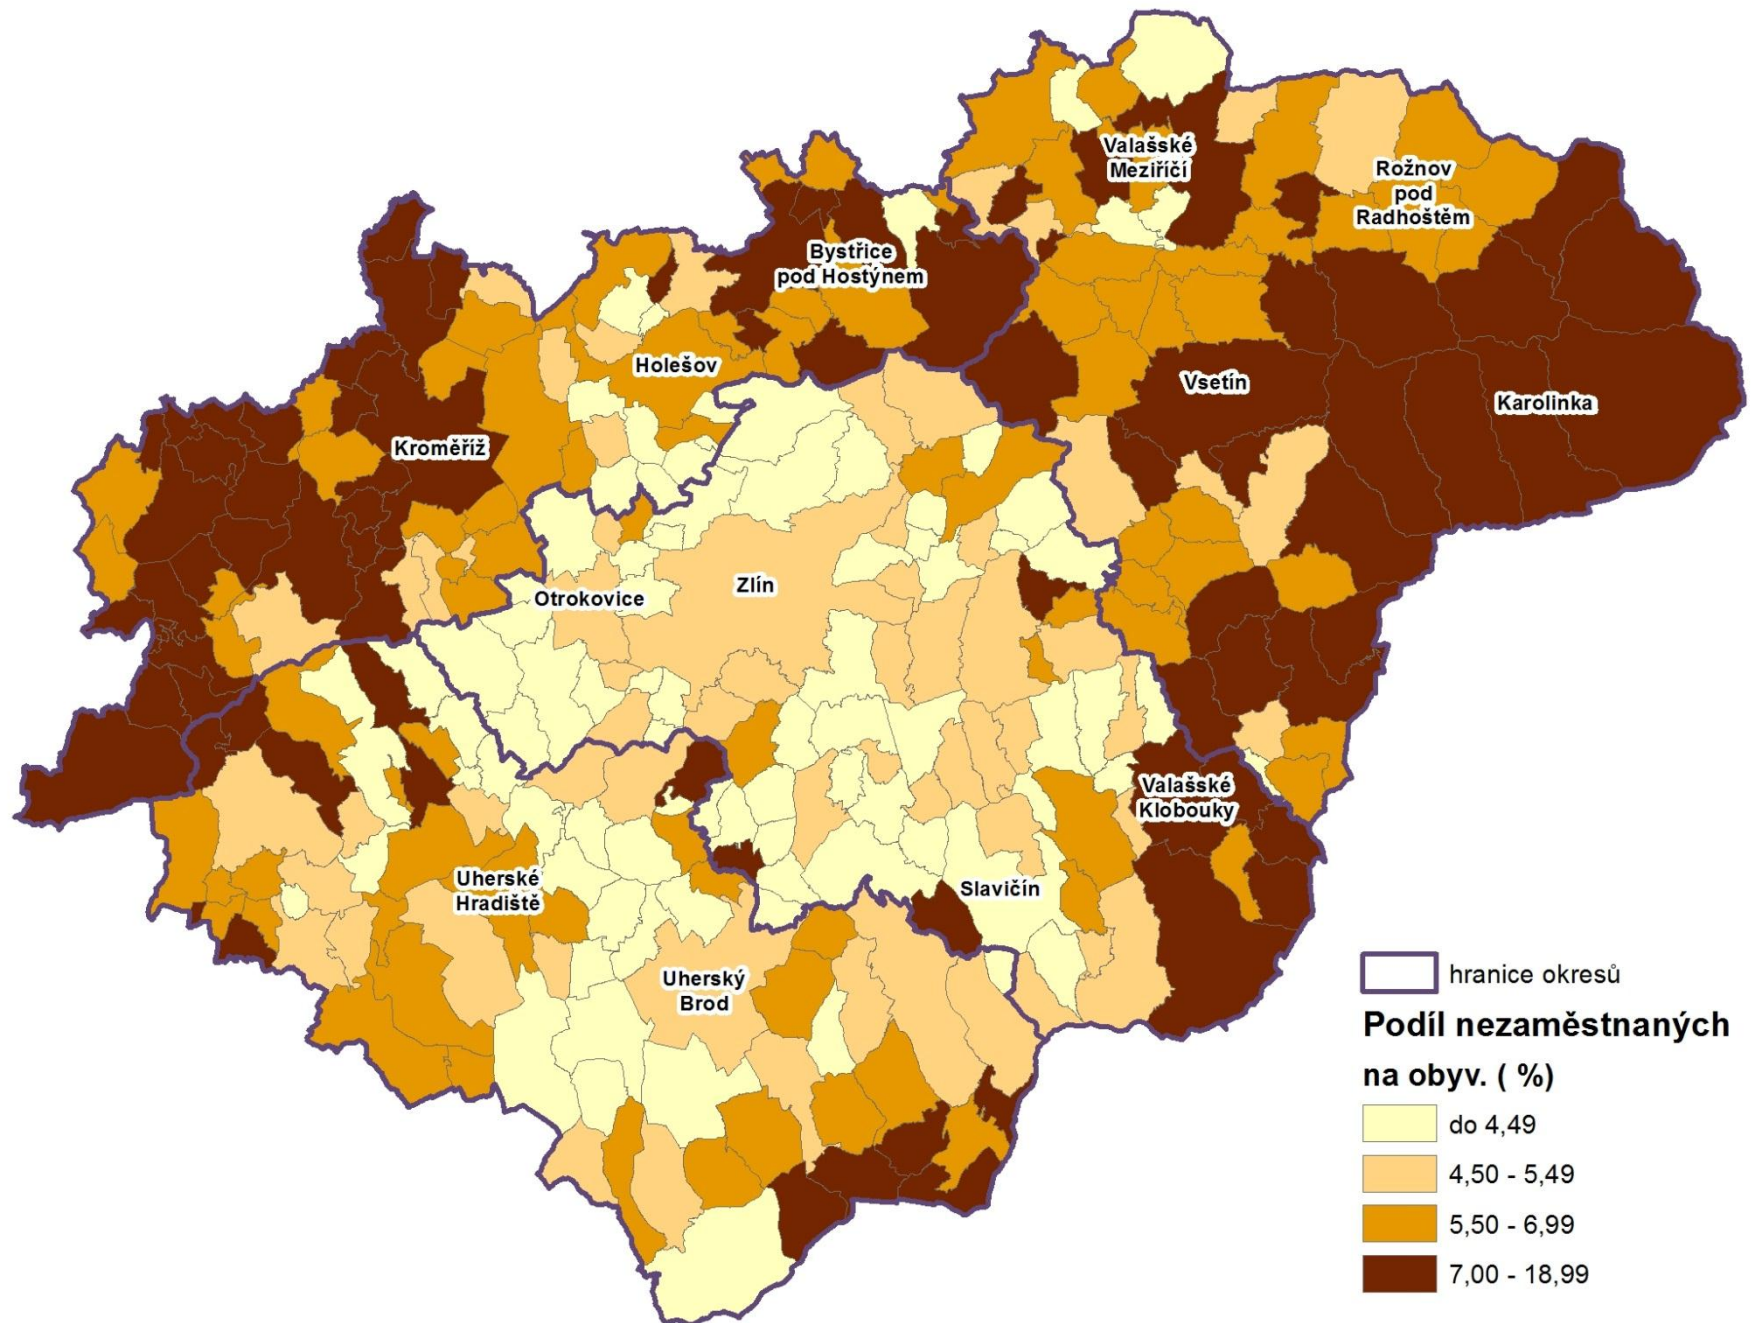 Valašské
Meziříčí
Rožnov
pod
Radhoštěm
Bystřice
pod Hostýnem
Holešov
Vsetín
Karolinka
Kroměříž
Zlín
Otrokovice
Valašské
Klobouky
Uherské
Hradiště
Slavičín
Uherský
Brod
hranice okresů
Podíl nezaměstnaných
na obyv. ( %)
do 4,49
4,50 - 5,49
5,50 - 6,99
7,00 - 18,99